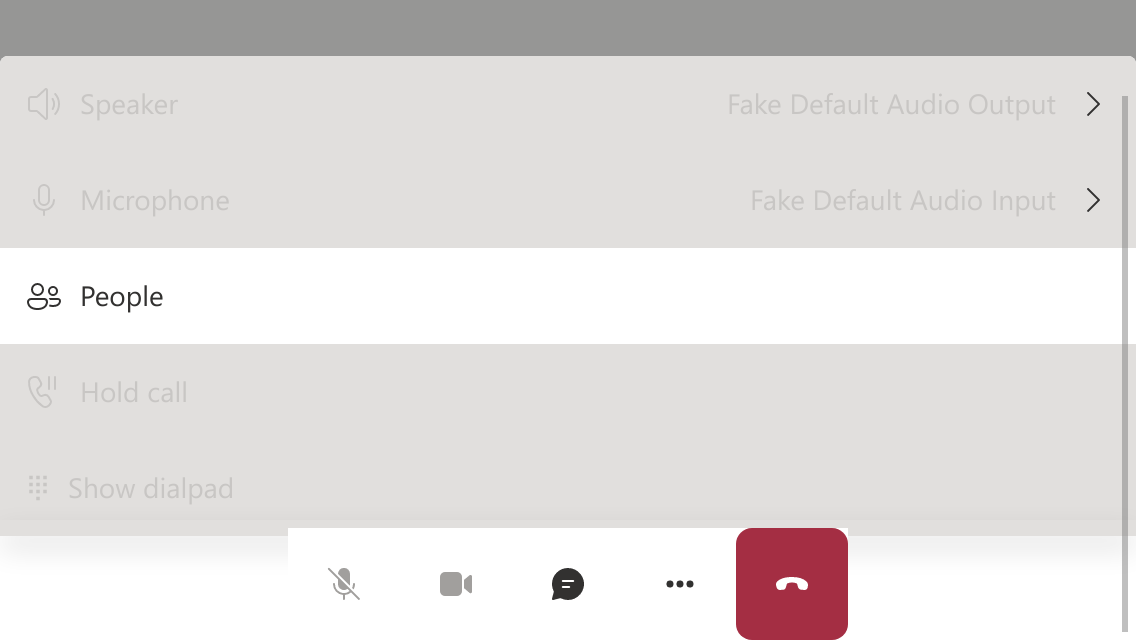 Speaker Fake Default Audio Output
Microphone Fake Default Audio Input
People
Hold call
Show dialpad